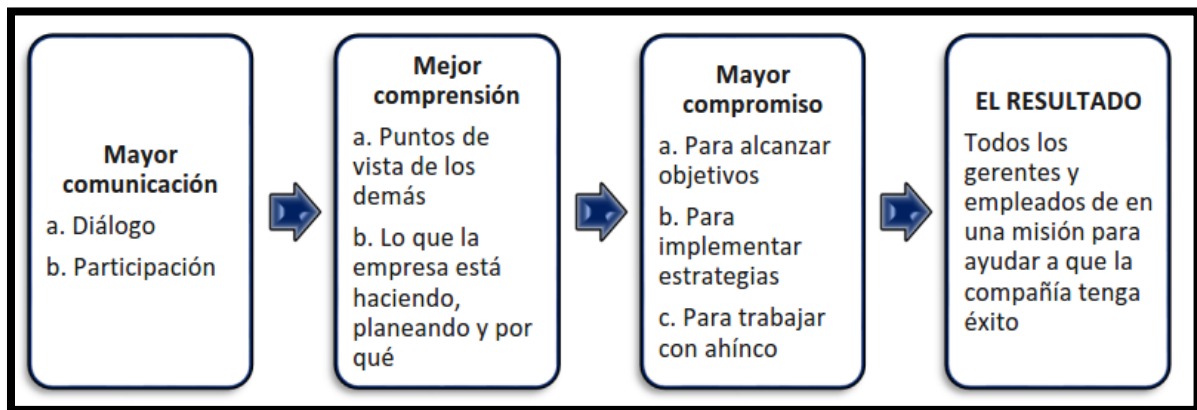 Mayor
comunicación
a. Diálogo
b. Participación
Mejor
comprensión
a. Puntos de
vista de los
demás
b. Lo que la
empresa está
haciendo,
planeando y por
qué
Mayor
compromiso
a. Para alcanzar
objetivos
b. Para
implementar
estrategias
c. Para trabajar
con ahínco
EL RESULTADO
Todos los
gerentes y
empleados de en
una misión para
ayudar a que la
compañía tenga
éxito